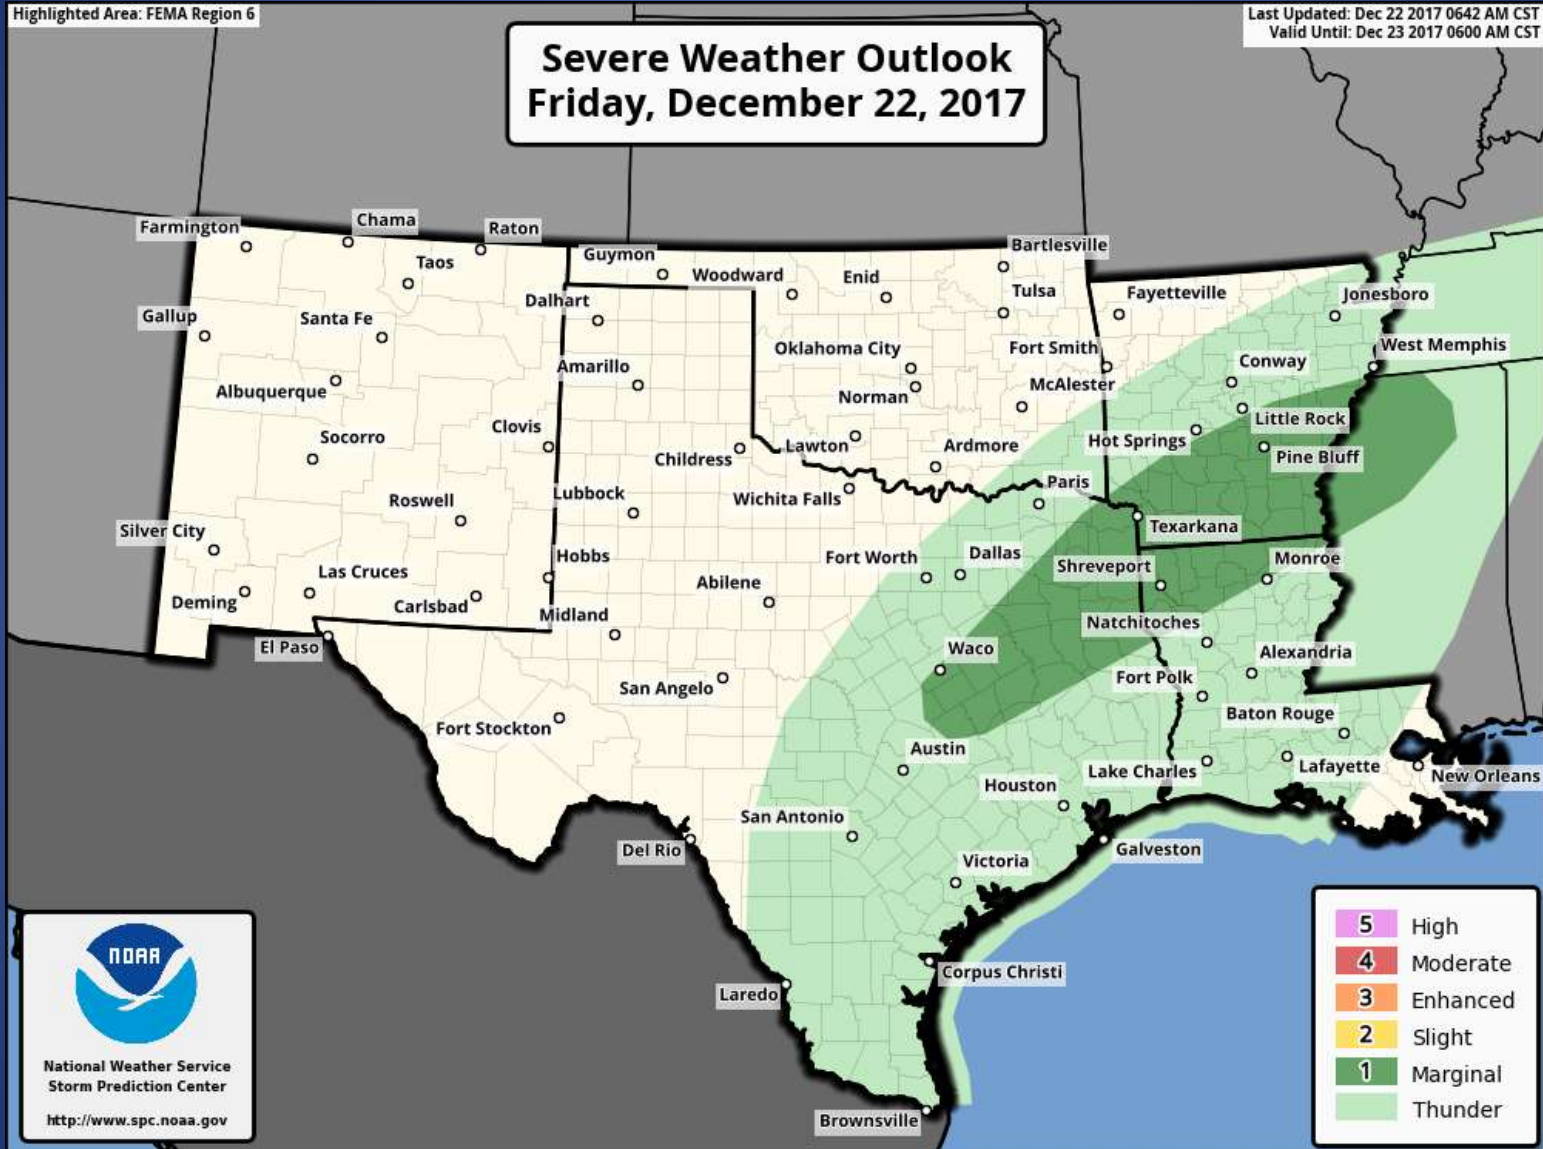 Highlighted Area: FEMA Region 6
Last Updated: Dec 22 2017 0642 AM CST
Valid Until: Dec 23 2017 0600 AM CST
Severe Weather Outlook
Friday, December 22, 2017
Farmington
Chama
Raton
Taos
Guymon
Woodward
Enid
Bartlesville
Tulsa
Fayetteville
Jonesboro
Gallup
Santa Fe
Dalhart
Oklahoma City
Fort Smith
West Memphis
Conway
Amarillo
Albuquerque
Norman
McAlester
Little Rock
Socorro
Clovis
Childress
Lawton
Ardmore
Hot Springs
Pine Bluff
Roswell
Lubbock
Wichita Falls
Paris
Texarkana
Silver City
Hobbs
Fort Worth
Dallas
Shreveport
Monroe
Las Cruces
Deming
Carlsbad
Midland
Abilene
Natchitoches
El Paso
Waco
Alexandria
San Angelo
Fort Polk
Fort Stockton
Baton Rouge
Austin
Lake Charles
Lafayette
New Orleans
Houston
San Antonio
Del Rio
Victoria
Galveston
Corpus Christi
Laredo
Brownsville
NOAA
National Weather Service
Storm Prediction Center
http://www.spc.noaa.gov
5 High
4 Moderate
3 Enhanced
2 Slight
1 Marginal
Thunder